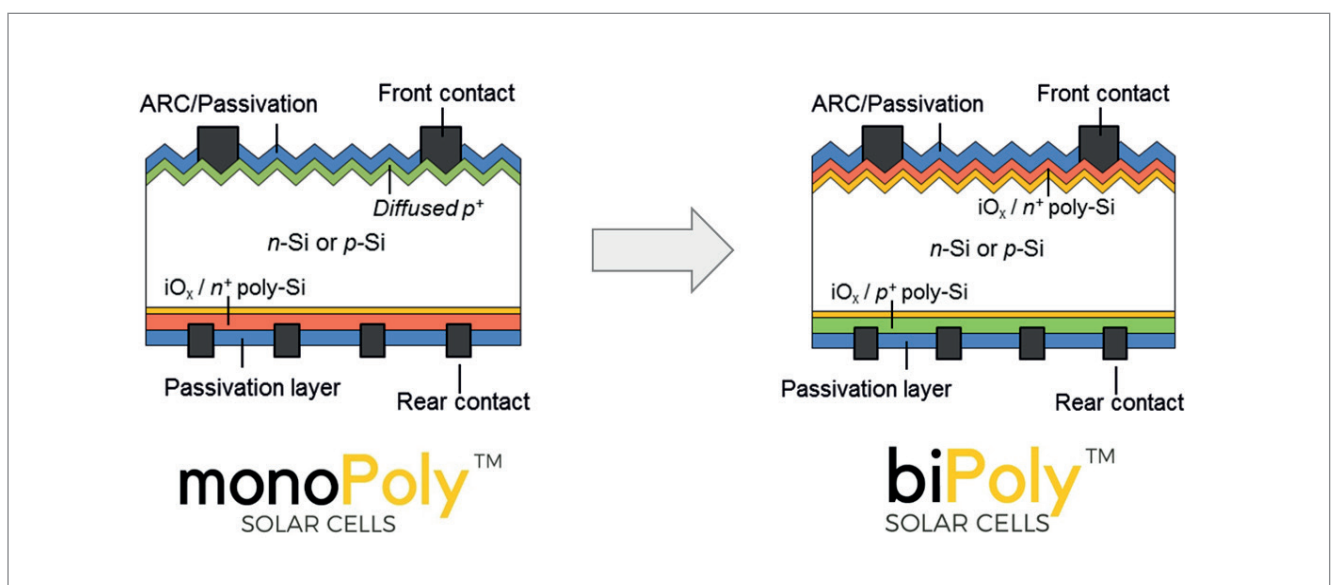 ARC/Passivation
Front contact
Diffused p⁺
n-Si or p-Si
iOₓ / n⁺ poly-Si
Passivation layer
Rear contact
monoPoly™
SOLAR CELLS
ARC/Passivation
Front contact
iOₓ / n⁺ poly-Si
n-Si or p-Si
iOₓ / p⁺ poly-Si
Passivation layer
Rear contact
biPoly™
SOLAR CELLS